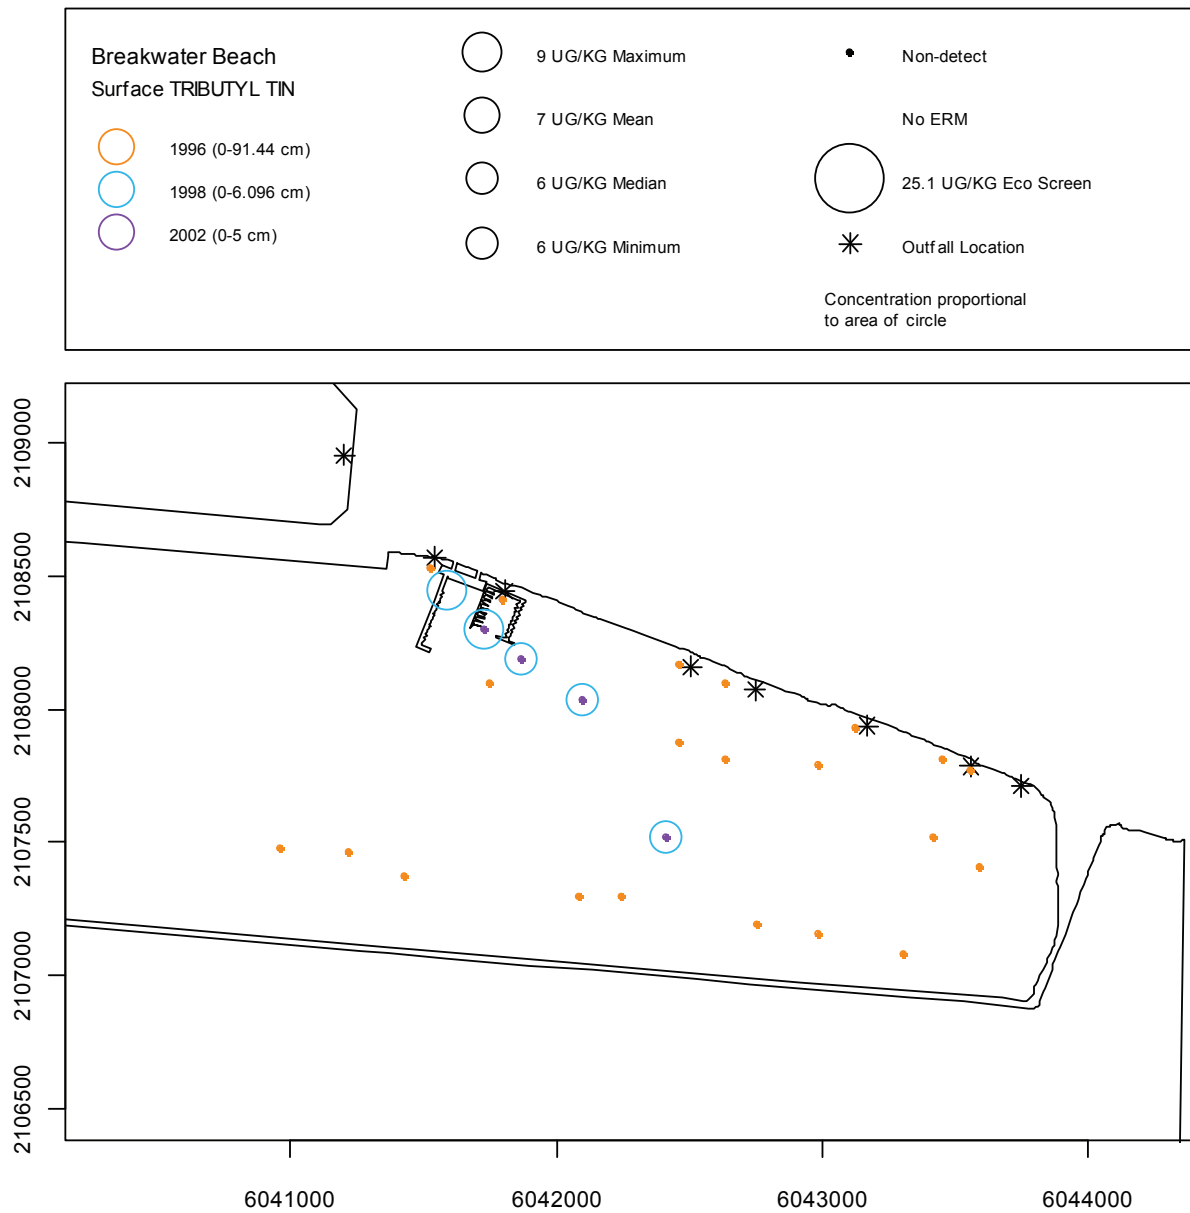 Breakwater Beach
Surface TRIBUTYL TIN
1996 (0-91.44 cm)
1998 (0-6.096 cm)
2002 (0-5 cm)
9 UG/KG Maximum
7 UG/KG Mean
6 UG/KG Median
6 UG/KG Minimum
Non-detect
No ERM
25.1 UG/KG Eco Screen
Outfall Location
Concentration proportional
to area of circle
2109000
2108500
2108000
2107500
2107000
2106500
6041000
6042000
6043000
6044000